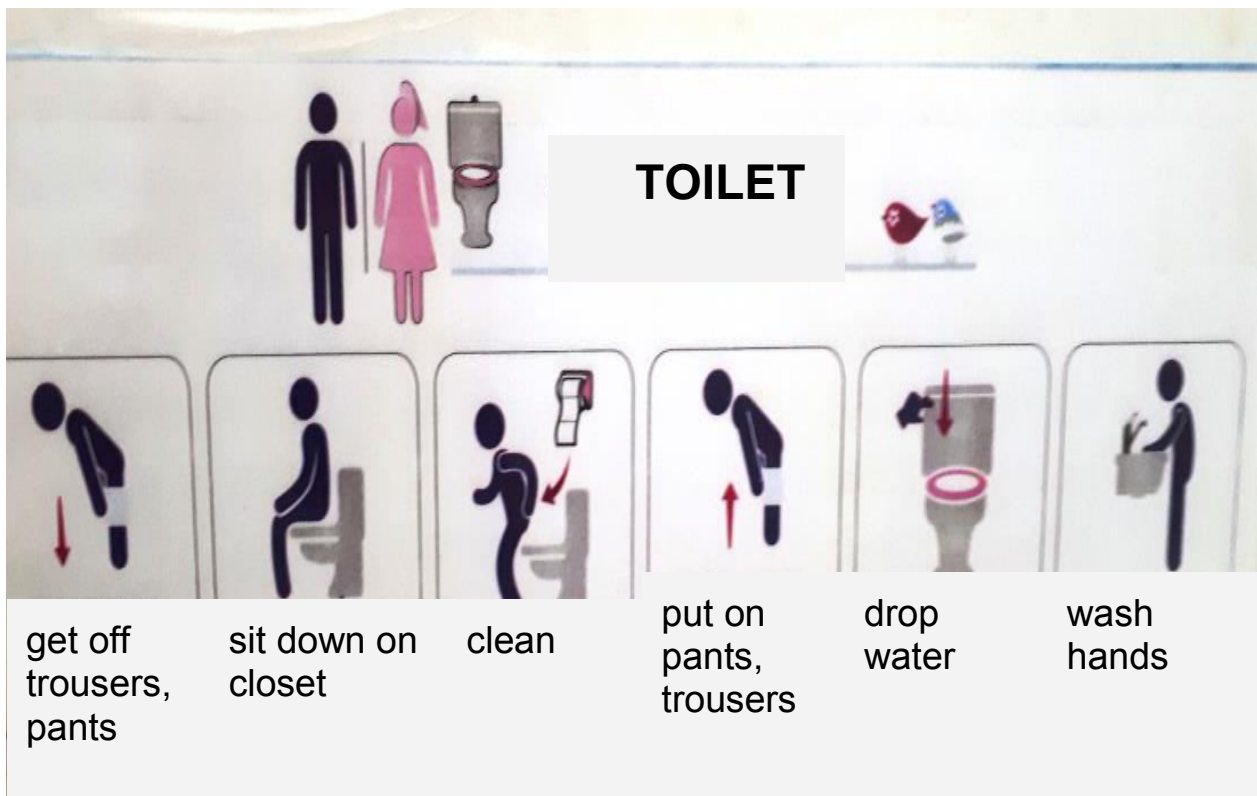 TOILET
get off
trousers,
pants
sit down on
closet
clean
put on
pants,
trousers
drop
water
wash
hands